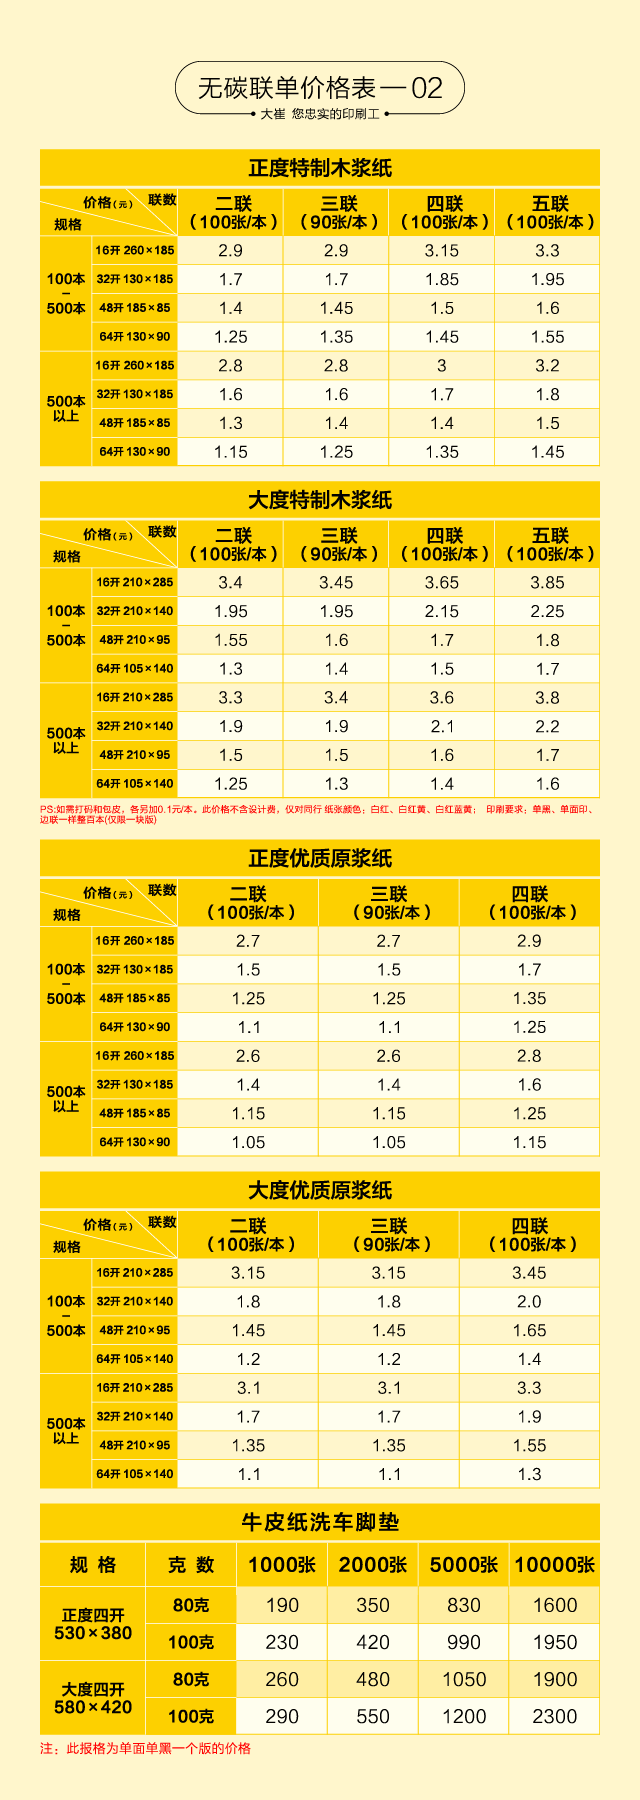 无碳联单价格表—02
大崔 您忠实的印刷工
正度特制木浆纸
价格(元) 联数 规格 二联（100张/本） 三联（90张/本） 四联（100张/本） 五联（100张/本）
100本–500本
16开 260×185 2.9 2.9 3.15 3.3
32开 130×185 1.7 1.7 1.85 1.95
48开 185×85 1.4 1.45 1.5 1.6
64开 130×90 1.25 1.35 1.45 1.55
500本以上
16开 260×185 2.8 2.8 3 3.2
32开 130×185 1.6 1.6 1.7 1.8
48开 185×85 1.3 1.4 1.4 1.5
64开 130×90 1.15 1.25 1.35 1.45
大度特制木浆纸
价格(元) 联数 规格 二联（100张/本） 三联（90张/本） 四联（100张/本） 五联（100张/本）
100本–500本
16开 210×285 3.4 3.45 3.65 3.85
32开 210×140 1.95 1.95 2.15 2.25
48开 210×95 1.55 1.6 1.7 1.8
64开 105×140 1.3 1.4 1.5 1.7
500本以上
16开 210×285 3.3 3.4 3.6 3.8
32开 210×140 1.9 1.9 2.1 2.2
48开 210×95 1.5 1.5 1.6 1.7
64开 105×140 1.25 1.3 1.4 1.6
PS:如需打码和包皮，各另加0.1元/本。此价格不含设计费，仅对同行 纸张颜色：白红、白红黄、白红蓝黄； 印刷要求：单黑、单面印、
边联一样整百本(仅限一块版)
正度优质原浆纸
价格(元) 联数 规格 二联（100张/本） 三联（90张/本） 四联（100张/本）
100本–500本
16开 260×185 2.7 2.7 2.9
32开 130×185 1.5 1.5 1.7
48开 185×85 1.25 1.25 1.35
64开 130×90 1.1 1.1 1.25
500本以上
16开 260×185 2.6 2.6 2.8
32开 130×185 1.4 1.4 1.6
48开 185×85 1.15 1.15 1.25
64开 130×90 1.05 1.05 1.15
大度优质原浆纸
价格(元) 联数 规格 二联（100张/本） 三联（90张/本） 四联（100张/本）
100本–500本
16开 210×285 3.15 3.15 3.45
32开 210×140 1.8 1.8 2.0
48开 210×95 1.45 1.45 1.65
64开 105×140 1.2 1.2 1.4
500本以上
16开 210×285 3.1 3.1 3.3
32开 210×140 1.7 1.7 1.9
48开 210×95 1.35 1.35 1.55
64开 105×140 1.1 1.1 1.3
牛皮纸洗车脚垫
规 格 克 数 1000张 2000张 5000张 10000张
正度四开 530×380
80克 190 350 830 1600
100克 230 420 990 1950
大度四开 580×420
80克 260 480 1050 1900
100克 290 550 1200 2300
注：此报格为单面单黑一个版的价格